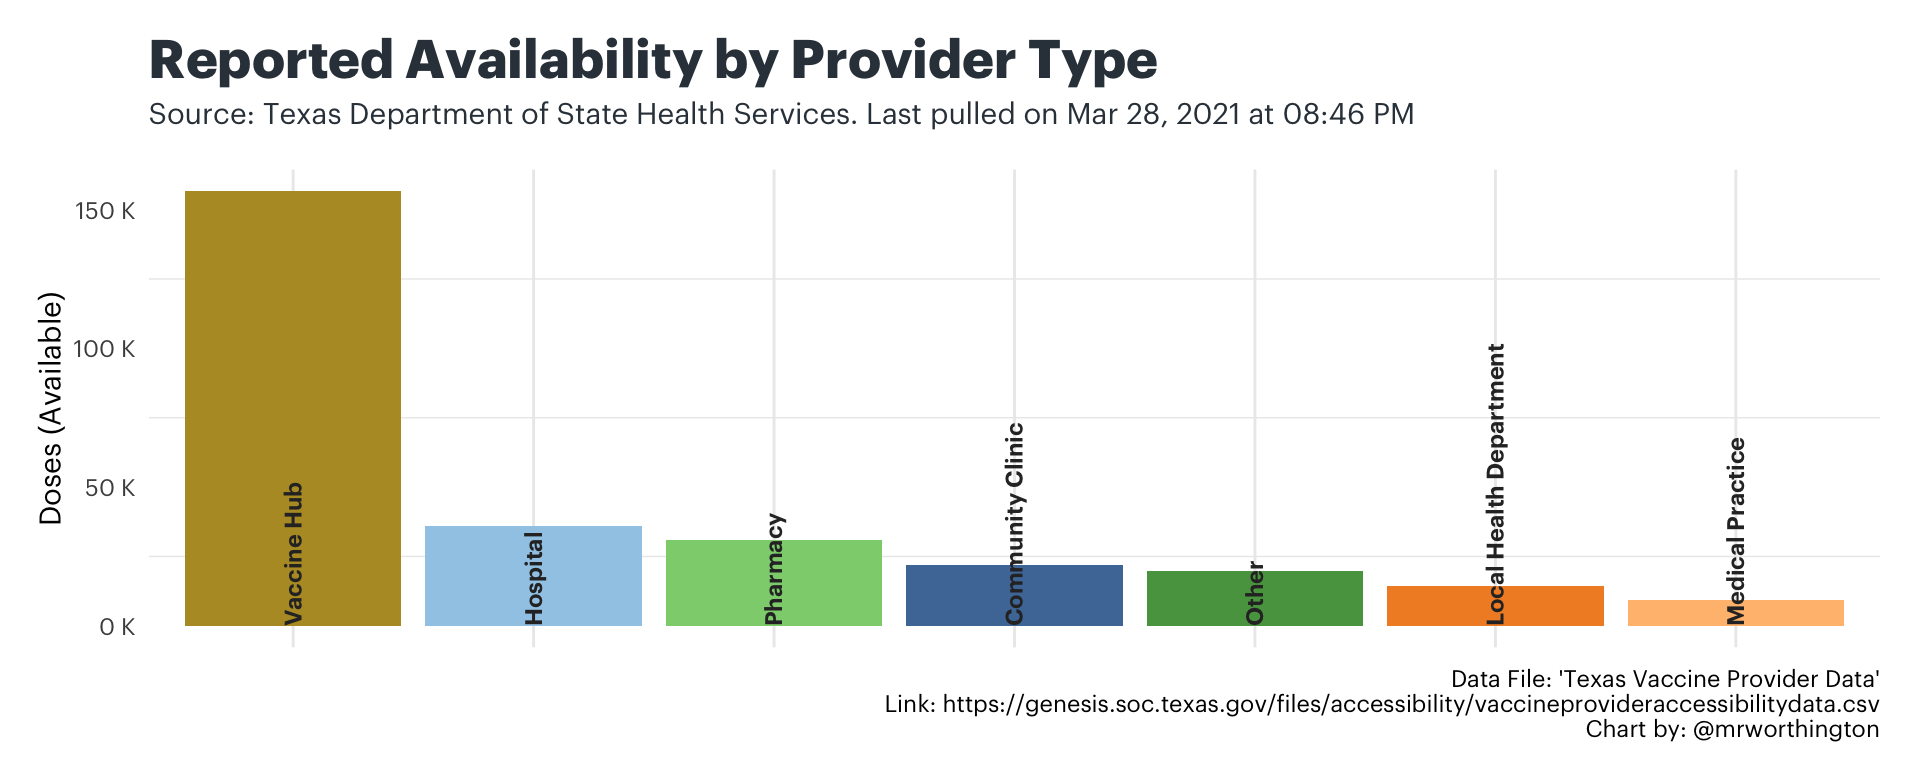 Reported Availability by Provider Type
Source: Texas Department of State Health Services. Last pulled on Mar 28, 2021 at 08:46 PM
Doses (Available)
150 K
100 K
50 K
0 K
Vaccine Hub
Hospital
Pharmacy
Community Clinic
Other
Local Health Department
Medical Practice
Data File: 'Texas Vaccine Provider Data'
Link: https://genesis.soc.texas.gov/files/accessibility/vaccineprovideraccessibilitydata.csv
Chart by: @mrworthington